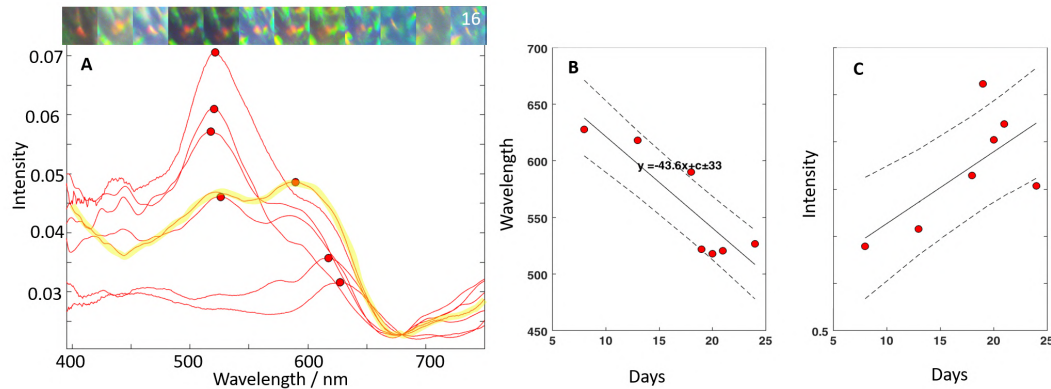 16
A
0.07
0.06
0.05
0.04
0.03
Intensity
400
500
600
700
Wavelength / nm
B
700
650
600
550
500
450
Wavelength
y =-43.6x+c±33
5
10
15
20
25
Days
C
Intensity
0.5
5
10
15
20
25
Days